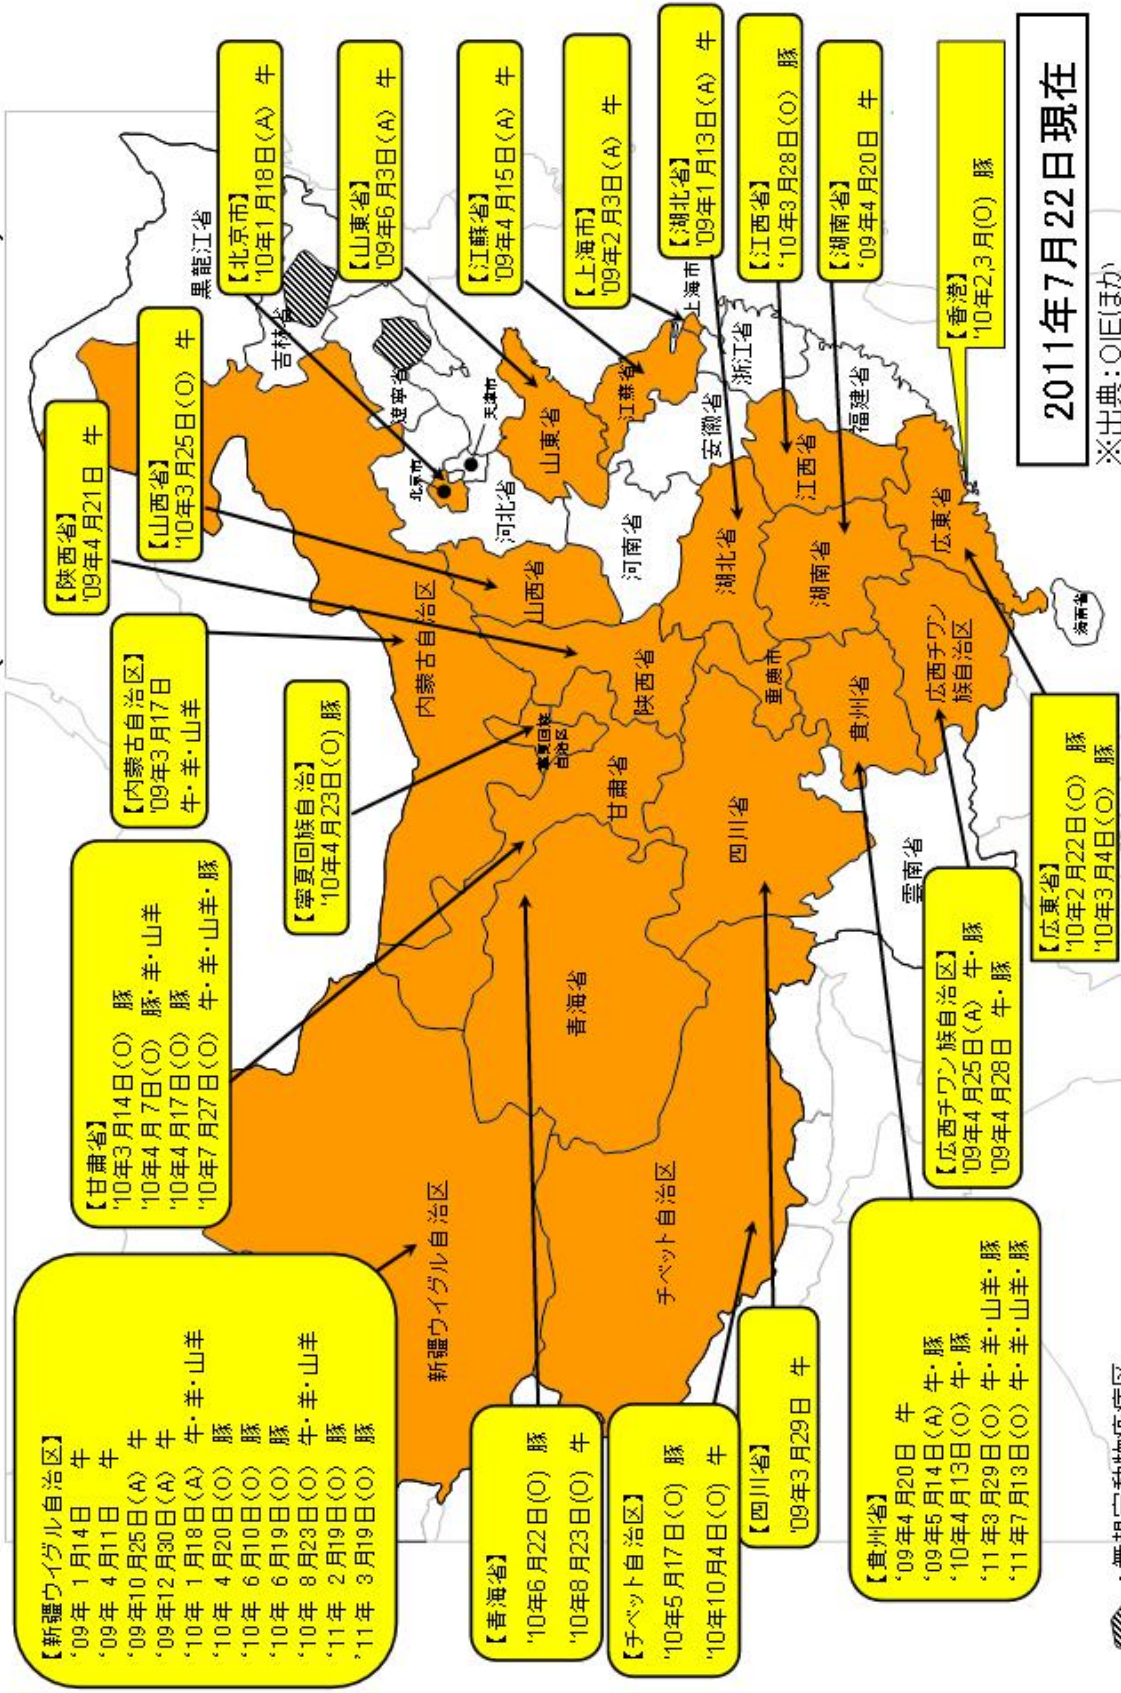 【新疆ウイグル自治区】
'09年 1月14日 牛
'09年 4月11日 牛
'09年10月25日(A) 牛
'09年12月30日(A) 牛
'10年 1月18日(A) 牛・羊・山羊
'10年 4月20日(O) 豚
'10年 6月10日(O) 豚
'10年 6月19日(O) 豚
'10年 8月23日(O) 牛・羊・山羊
'11年 2月19日(O) 豚
'11年 3月19日(O) 豚
【甘粛省】
'10年3月14日(O) 豚
'10年4月7日(O) 豚・羊・山羊
'10年4月17日(O) 豚
'10年7月27日(O) 牛・羊・山羊・豚
【内蒙古自治区】
'09年3月17日
牛・羊・山羊
【陝西省】
'09年4月21日 牛
【山西省】
'10年3月25日(O) 牛
【寧夏回族自治】
'10年4月23日(O) 豚
【北京市】
'10年1月18日(A) 牛
【山東省】
'09年6月3日(A) 牛
【江蘇省】
'09年4月15日(A) 牛
【上海市】
'09年2月3日(A) 牛
【湖北省】
'09年1月13日(A) 牛
【江西省】
'10年3月28日(O) 豚
【湖南省】
'09年4月20日 牛
【香港】
'10年2,3月(O) 豚
【青海省】
'10年6月22日(O) 豚
'10年8月23日(O) 牛
【チベット自治区】
'10年5月17日(O) 豚
'10年10月4日(O) 牛
【四川省】
'09年3月29日 牛
【貴州省】
'09年4月20日 牛
'09年5月14日(A) 牛・豚
'10年4月13日(O) 牛・豚
'11年3月29日(O) 牛・羊・山羊・豚
'11年7月13日(O) 牛・羊・山羊・豚
【広西チワン族自治区】
'09年4月25日(A) 牛・豚
'09年4月28日 牛・豚
【広東省】
'10年2月22日(O) 豚
'10年3月4日(O) 豚
黒龍江省
吉林省
遼寧省
内蒙古自治区
北京市
天津市
河北省
山西省
山東省
新疆ウイグル自治区
寧夏回族
自治区
甘粛省
陝西省
河南省
江蘇省
上海市
安徽省
浙江省
青海省
チベット自治区
四川省
重慶市
湖北省
湖南省
江西省
福建省
貴州省
雲南省
広西チワン
族自治区
広東省
海南省
2011年7月22日現在
※出典:OIEほか